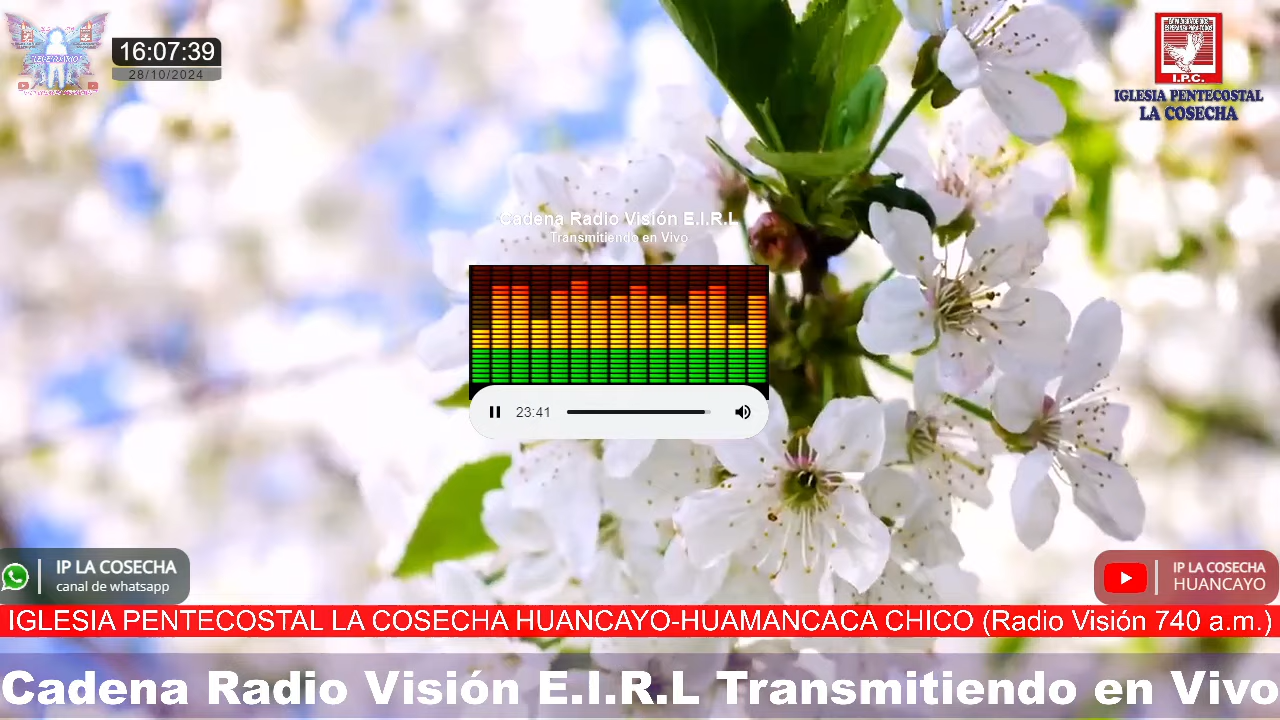 16:07:39
28/10/2024
I.P.C.
IGLESIA PENTECOSTAL
LA COSECHA
Cadena Radio Visión E.I.R.L
Transmitiendo en Vivo
23:41
IP LA COSECHA
canal de whatsapp
IP LA COSECHA
HUANCAYO
IGLESIA PENTECOSTAL LA COSECHA HUANCAYO-HUAMANCACA CHICO (Radio Visión 740 a.m.)
Cadena Radio Visión E.I.R.L Transmitiendo en Vivo